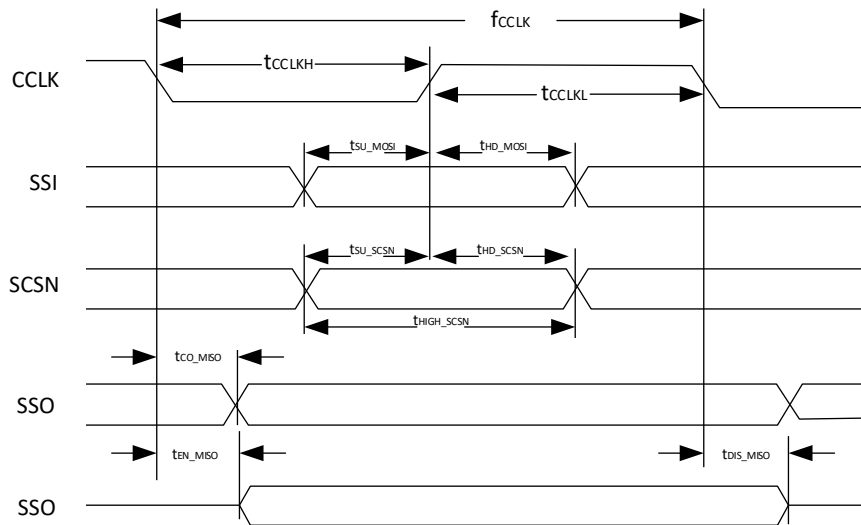 fCCLK
CCLK
tCCLKH
tCCLKL
SSI
tSU_MOSI
tHD_MOSI
SCSN
tSU_SCSN
tHD_SCSN
tHIGH_SCSN
tCO_MISO
SSO
tEN_MISO
tDIS_MISO
SSO